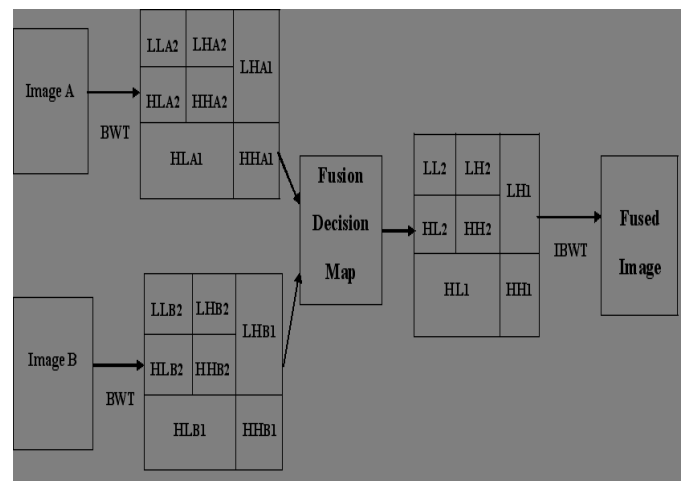 Image A
BWT
LLA2 LHA2
LHA1
HLA2 HHA2
HLA1 HHA1
Image B
BWT
LLB2 LHB2
LHB1
HLB2 HHB2
HLB1 HHB1
Fusion
Decision
Map
LL2 LH2
LH1
HL2 HH2
HL1 HH1
IBWT
Fused
Image